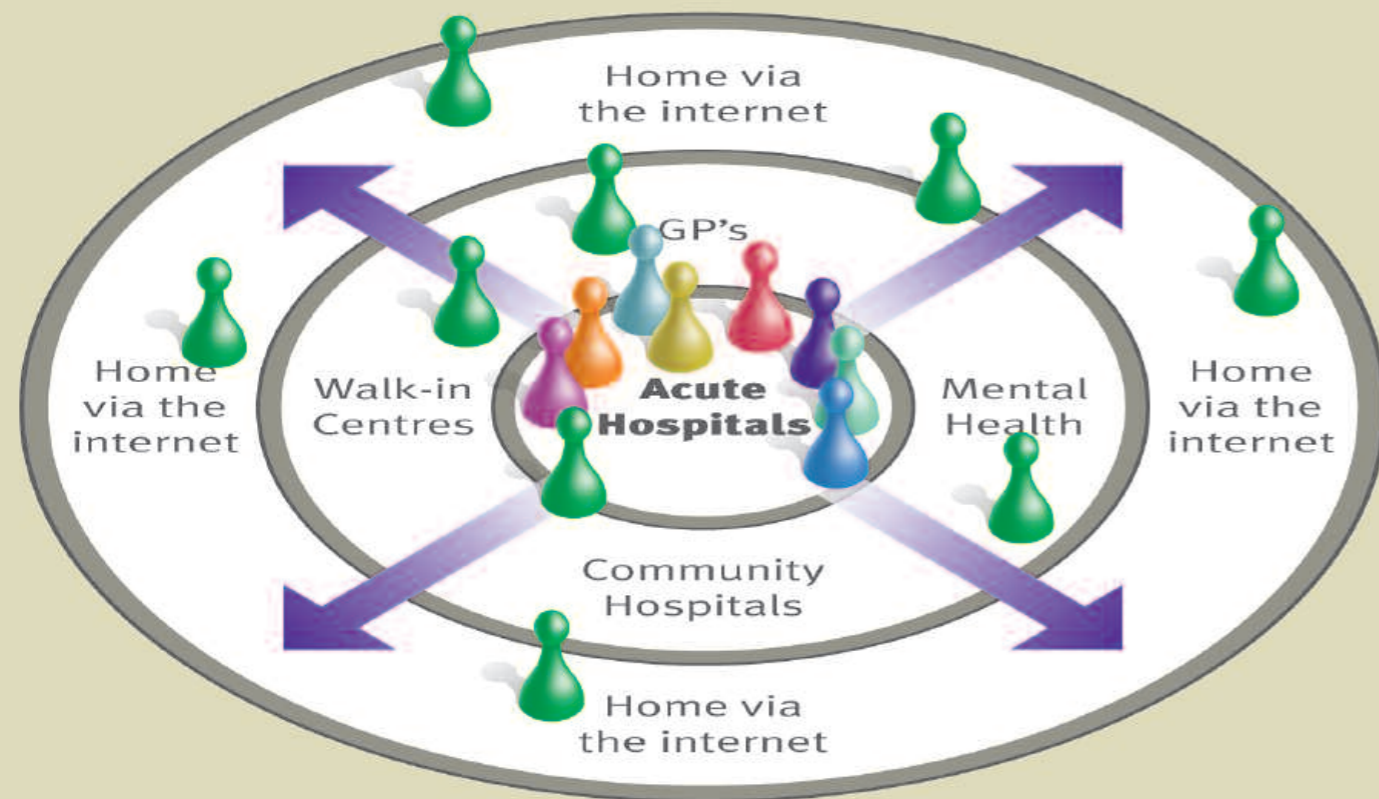 Home via
the internet
GP's
Home
via the
internet
Walk-in
Centres
Acute
Hospitals
Mental
Health
Home
via the
internet
Community
Hospitals
Home via
the internet